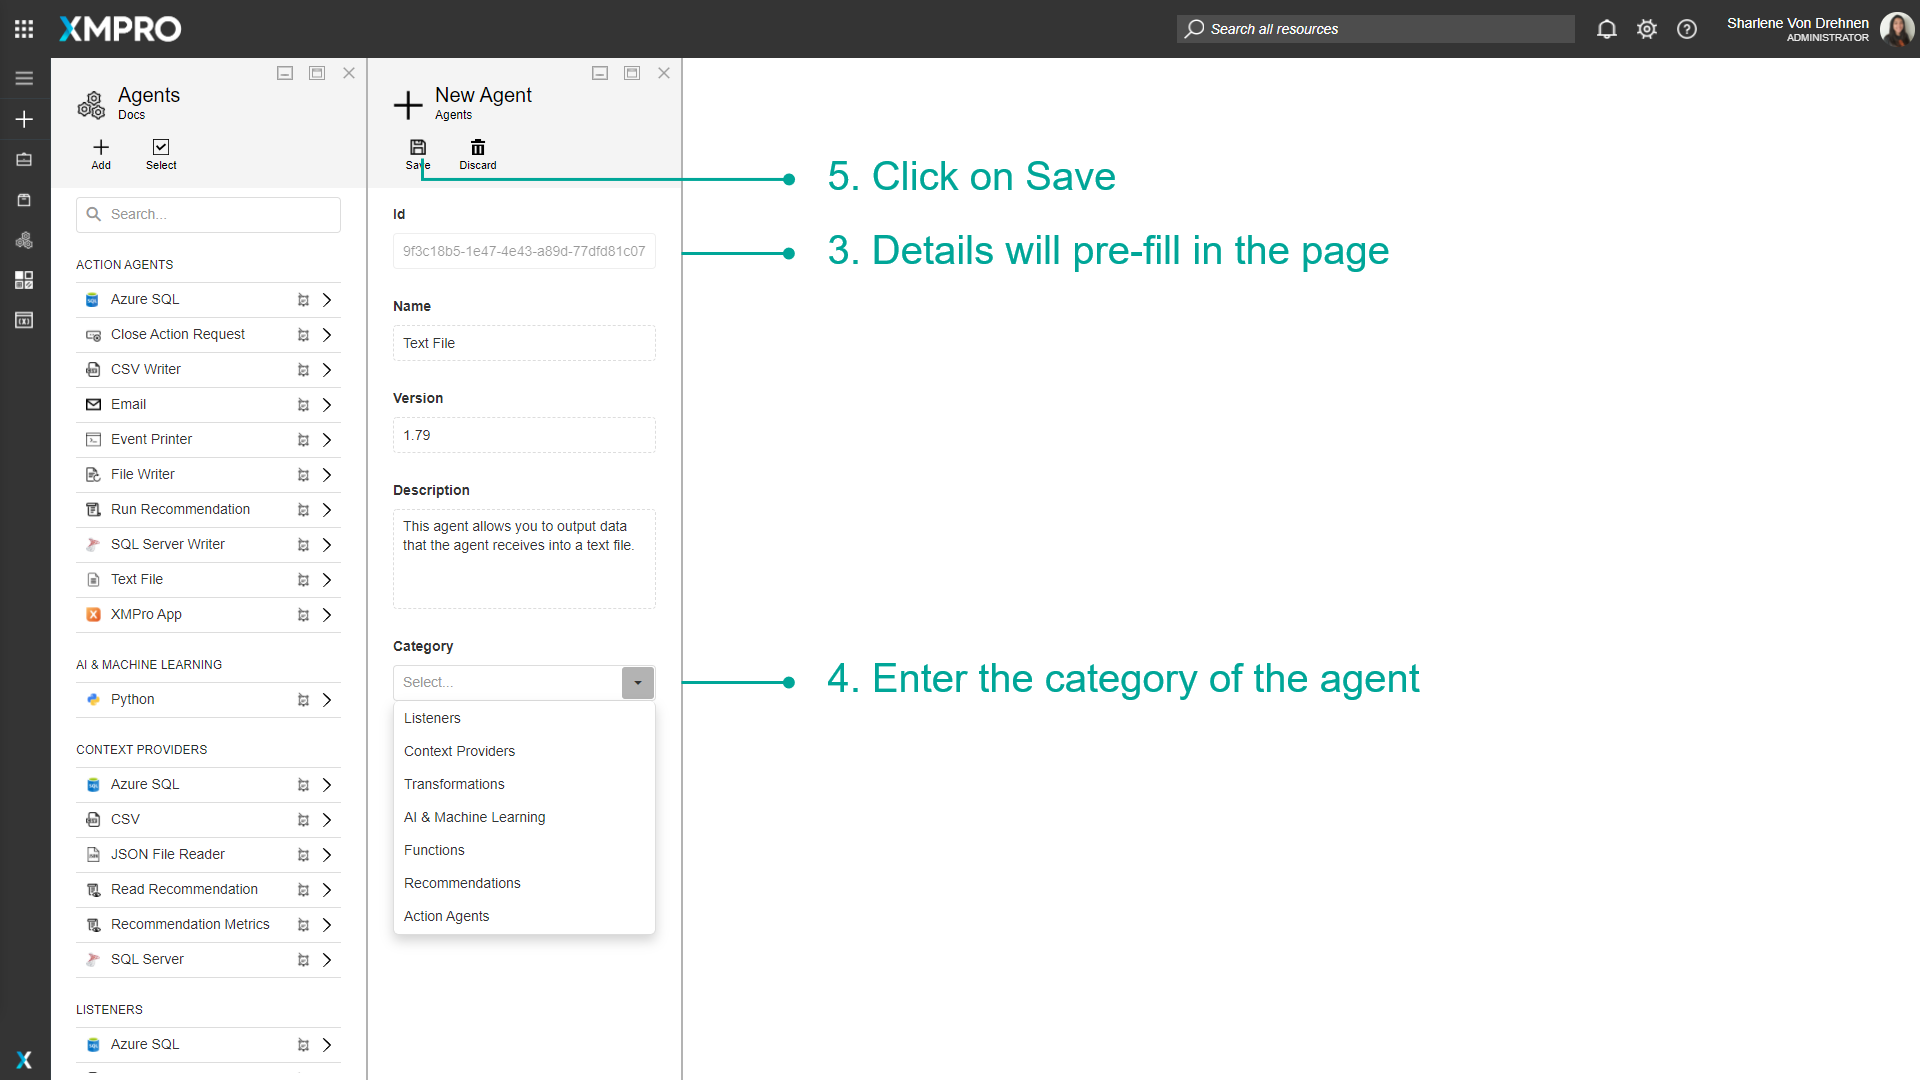 XMPRO
Search all resources
Sharlene Von Drehnen
ADMINISTRATOR
Agents
Docs
Add
Select
Search...
ACTION AGENTS
Azure SQL
Close Action Request
CSV Writer
Email
Event Printer
File Writer
Run Recommendation
SQL Server Writer
Text File
XMPro App
AI & MACHINE LEARNING
Python
CONTEXT PROVIDERS
Azure SQL
CSV
JSON File Reader
Read Recommendation
Recommendation Metrics
SQL Server
LISTENERS
Azure SQL
New Agent
Agents
Save
Discard
Id
9f3c18b5-1e47-4e43-a89d-77dfd81c07
Name
Text File
Version
1.79
Description
This agent allows you to output data
that the agent receives into a text file.
Category
Select...
Listeners
Context Providers
Transformations
AI & Machine Learning
Functions
Recommendations
Action Agents
5. Click on Save
3. Details will pre-fill in the page
4. Enter the category of the agent